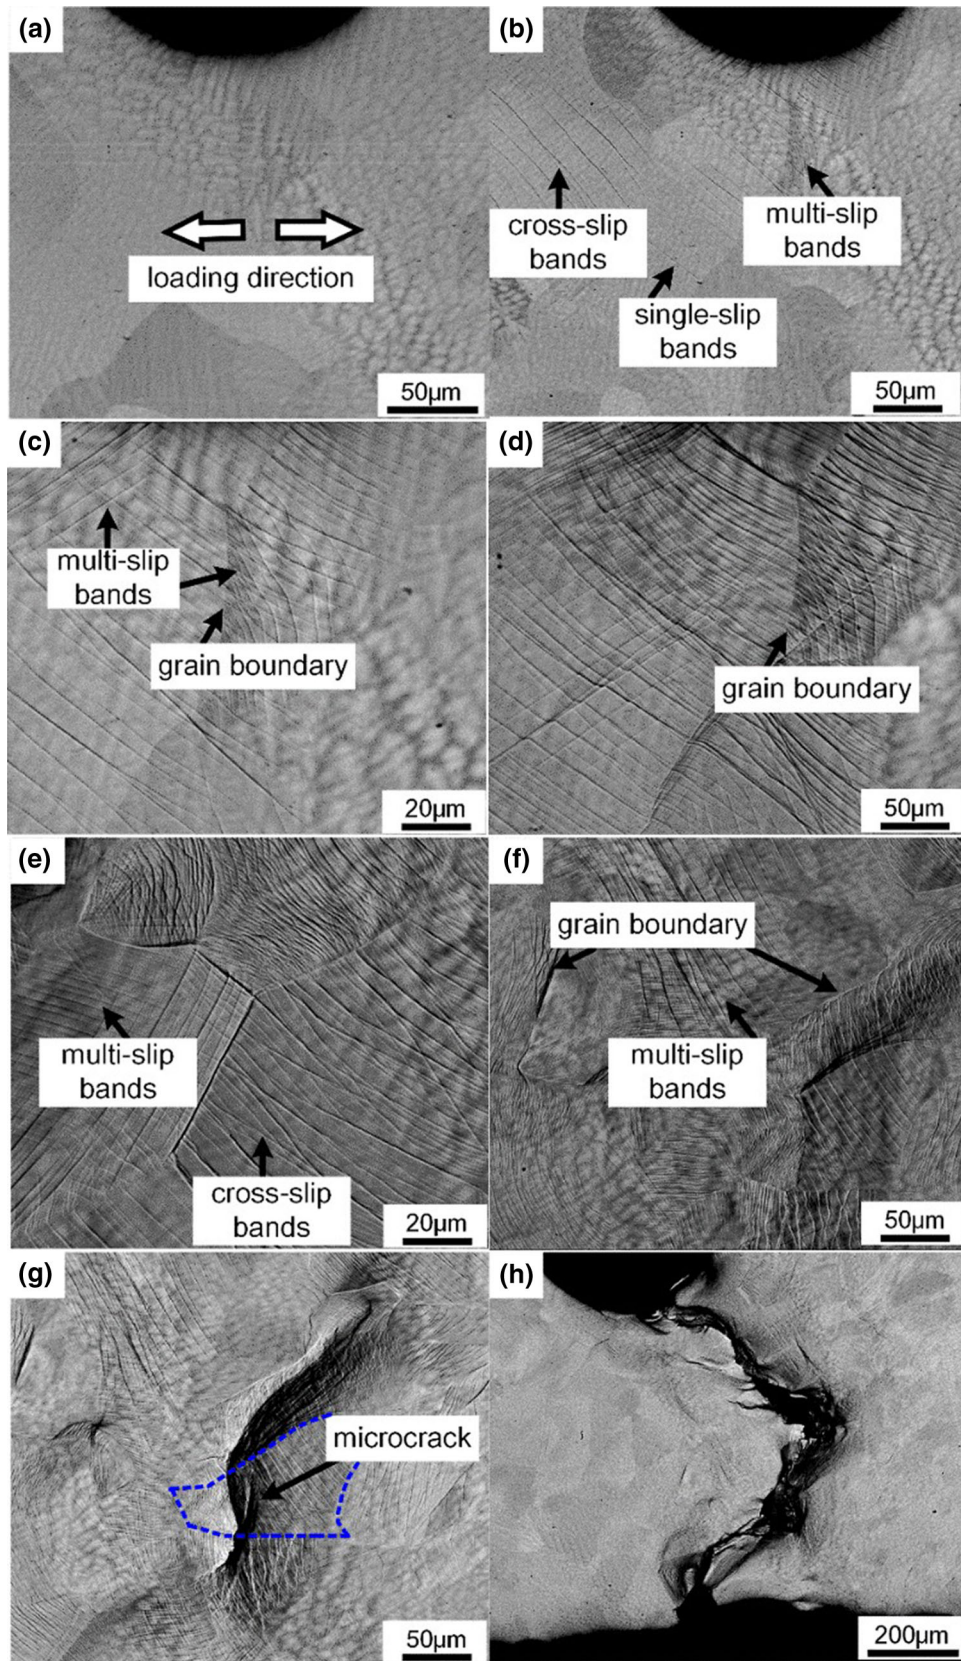 (a)
loading direction
50μm
(b)
cross-slip
bands
multi-slip
bands
single-slip
bands
50μm
(c)
multi-slip
bands
grain boundary
20μm
(d)
grain boundary
50μm
(e)
multi-slip
bands
cross-slip
bands
20μm
(f)
grain boundary
multi-slip
bands
50μm
(g)
microcrack
50μm
(h)
200μm